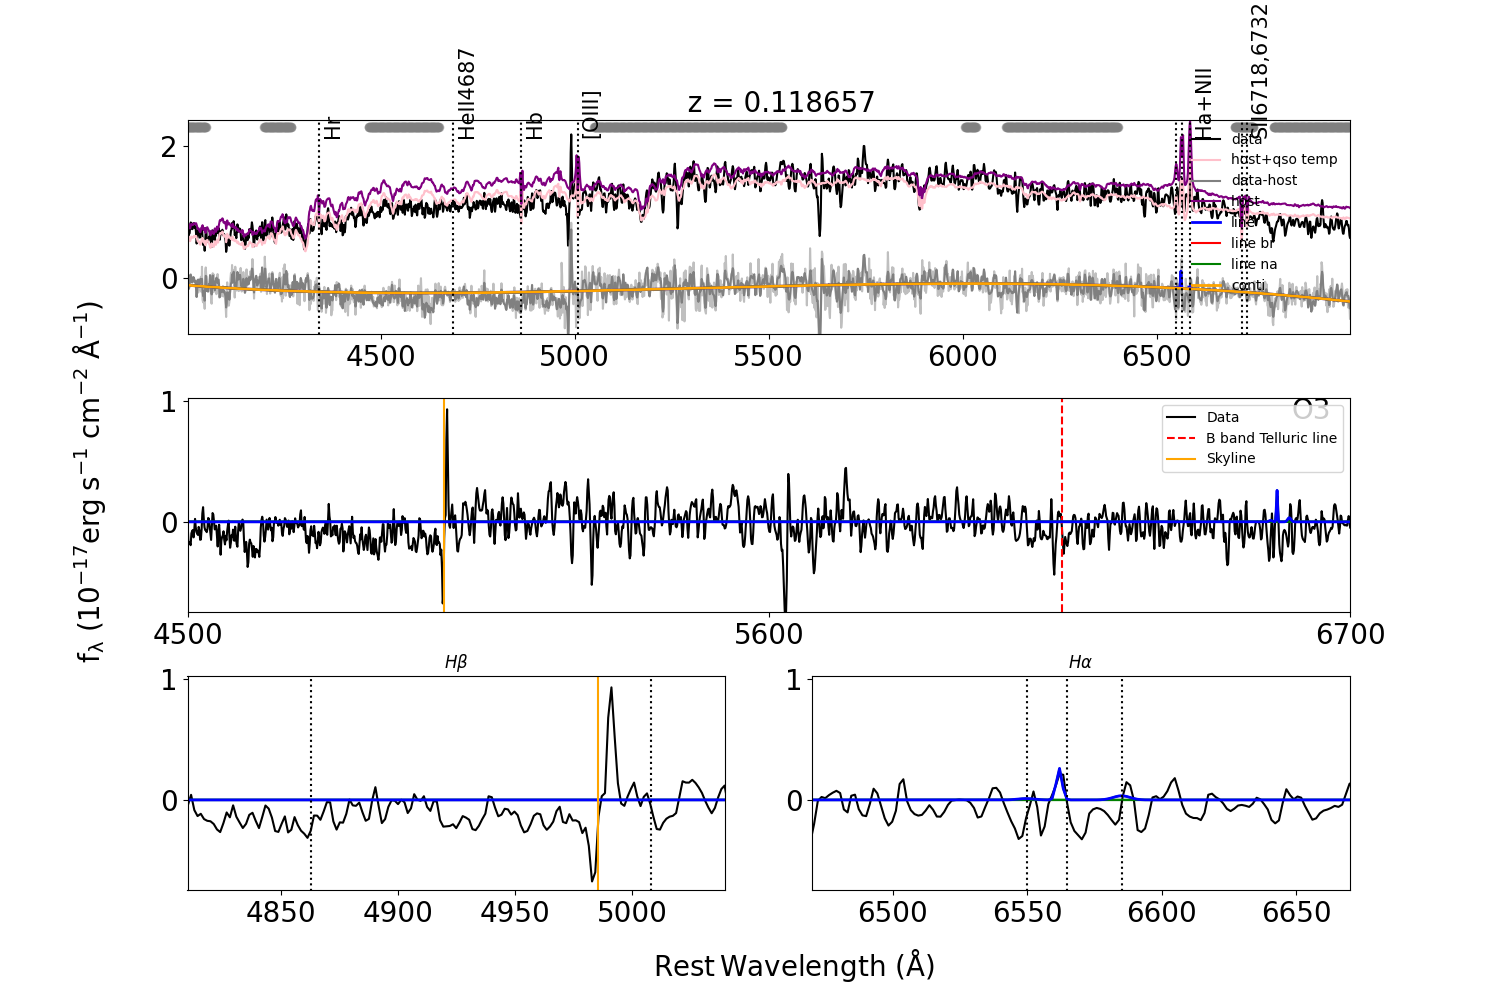 z = 0.118657
Hr
HeII4687
Hb
[OIII]
Ha+NII
SII6718,6732
data
host+qso temp
data-host
host
line
line br
line na
conti
2
0
4500 5000 5500 6000 6500
fλ (10⁻¹⁷erg s⁻¹ cm⁻² Å⁻¹)
O3
Data
B band Telluric line
Skyline
1
0
4500 5600 6700
Hβ
1
0
4850 4900 4950 5000
Hα
1
0
6500 6550 6600 6650
Rest Wavelength (Å)